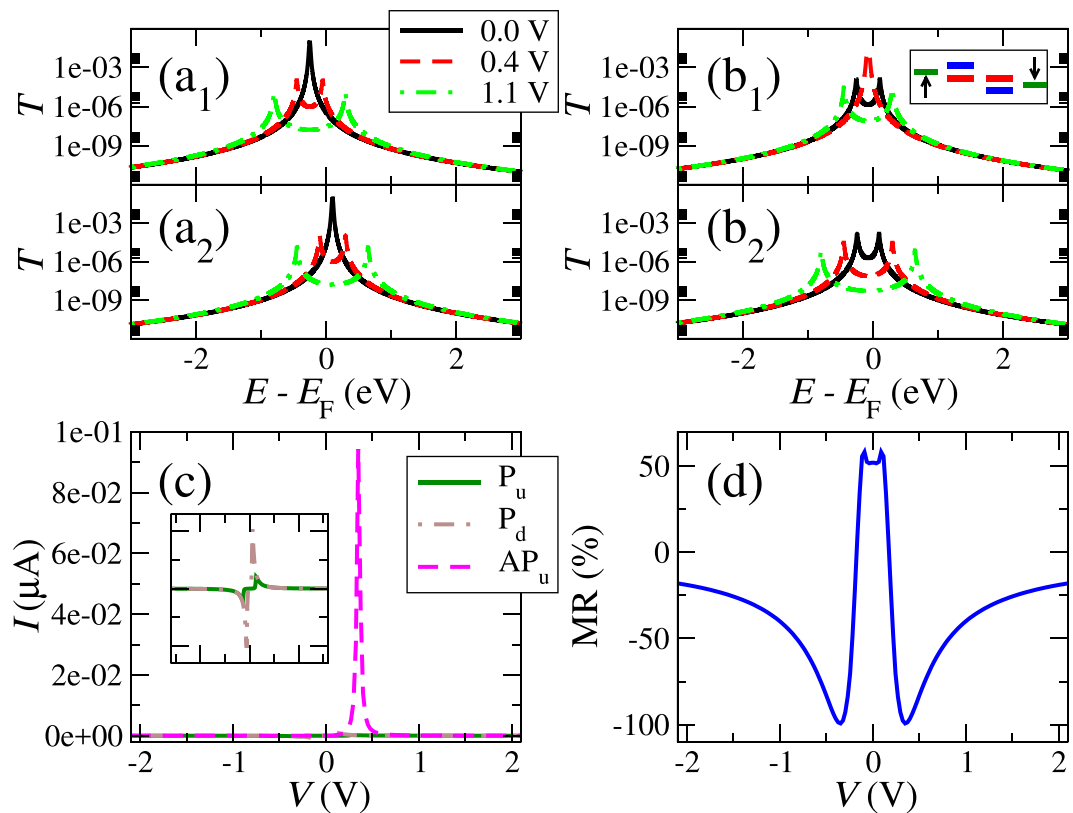 0.0 V
0.4 V
1.1 V
(a1)
T
1e-03
1e-06
1e-09
(b1)
T
1e-03
1e-06
1e-09
↑
↓
(a2)
T
1e-03
1e-06
1e-09
-2 0 2
E - EF (eV)
(b2)
T
1e-03
1e-06
1e-09
-2 0 2
E - EF (eV)
(c)
I (μA)
1e-01
8e-02
6e-02
4e-02
2e-02
0e+00
-2 -1 0 1 2
V (V)
Pu
Pd
APu
(d)
MR (%)
50
0
-50
-100
-2 -1 0 1 2
V (V)